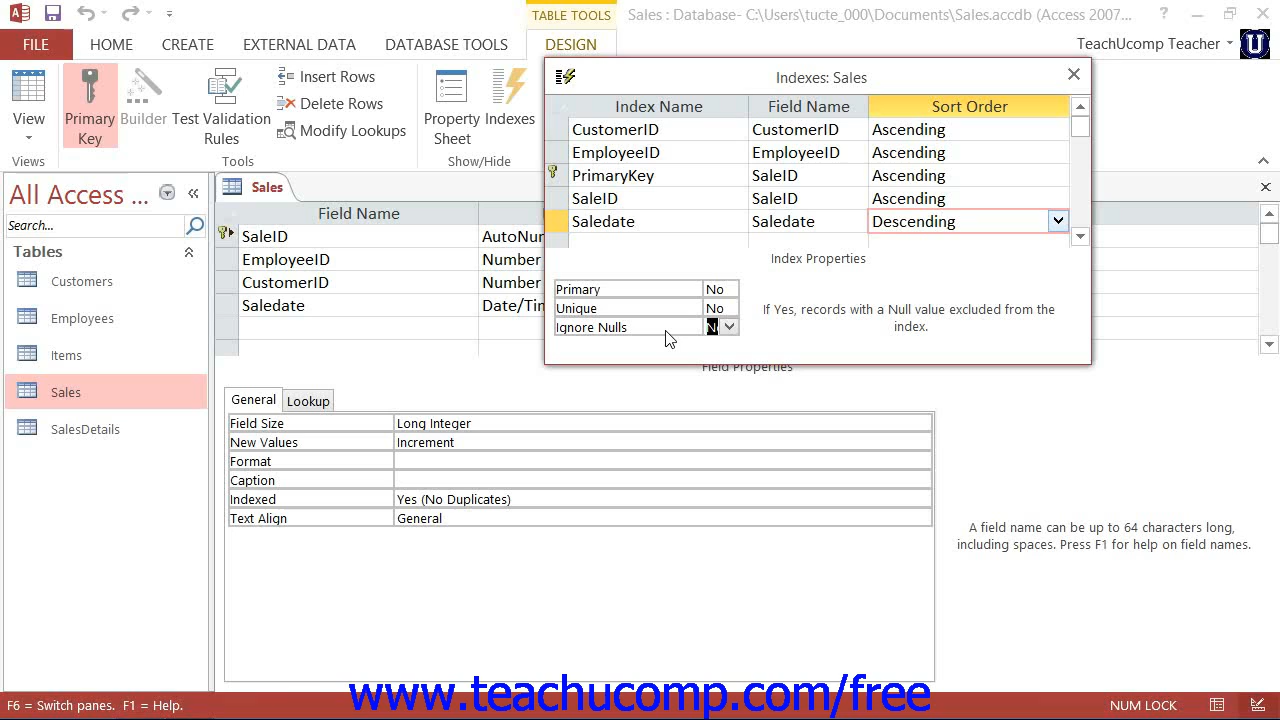 TABLE TOOLS
Sales : Database- C:\Users\tucte_000\Documents\Sales.accdb (Access 2007...
FILE HOME CREATE EXTERNAL DATA DATABASE TOOLS DESIGN TeachUcomp Teacher
View
Primary Key
Builder
Test Validation Rules
Insert Rows
Delete Rows
Modify Lookups
Property Sheet
Indexes
Views
Tools
Show/Hide
Indexes: Sales
Index Name Field Name Sort Order
CustomerID CustomerID Ascending
EmployeeID EmployeeID Ascending
PrimaryKey SaleID Ascending
SaleID SaleID Ascending
Saledate Saledate Descending
Index Properties
Primary No
Unique No
Ignore Nulls
If Yes, records with a Null value excluded from the
index.
All Access ...
Search...
Tables
Customers
Employees
Items
Sales
SalesDetails
Sales
Field Name
SaleID AutoNur
EmployeeID Number
CustomerID Number
Saledate Date/Tin
Field Properties
General Lookup
Field Size Long Integer
New Values Increment
Format
Caption
Indexed Yes (No Duplicates)
Text Align General
A field name can be up to 64 characters long,
including spaces. Press F1 for help on field names.
www.teachucomp.com/free
F6 = Switch panes. F1 = Help.
NUM LOCK